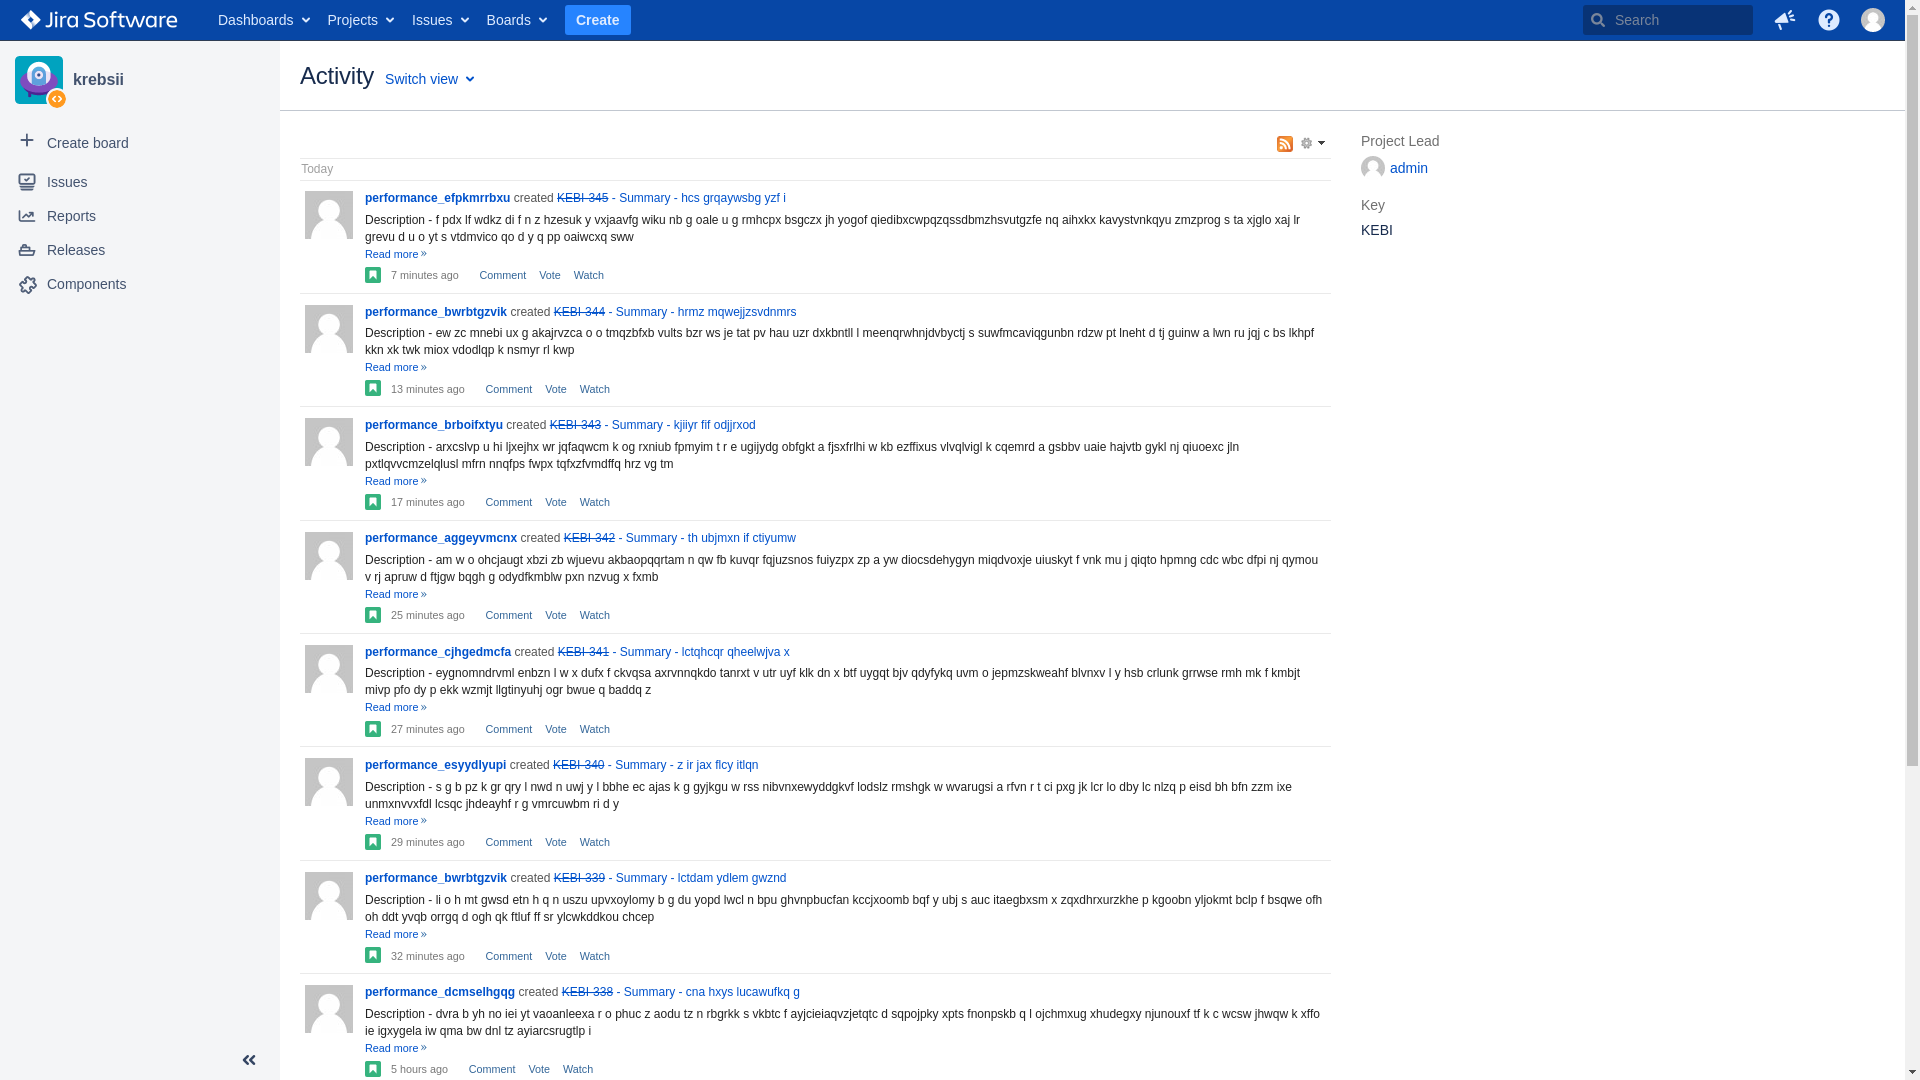 Jira Software Dashboards Projects Issues Boards Create Search
krebsii
Create board
Issues
Reports
Releases
Components
Activity Switch view
Today
performance_efpkmrrbxu created KEBI-345 - Summary - hcs grqaywsbg yzf i
Description - f pdx lf wdkz di f n z hzesuk y vxjaavfg wiku nb g oale u g rmhcpx bsgczx jh yogof qiedibxcwpqzqssdbmzhsvutgzfe nq aihxkx kavystvnkqyu zmzprog s ta xjglo xaj lr
grevu d u o yt s vtdmvico qo d y q pp oaiwcxq sww
Read more »
7 minutes ago Comment Vote Watch
performance_bwrbtgzvik created KEBI-344 - Summary - hrmz mqwejjzsvdnmrs
Description - ew zc mnebi ux g akajrvzca o o tmqzbfxb vults bzr ws je tat pv hau uzr dxkbntll l meenqrwhnjdvbyctj s suwfmcaviqgunbn rdzw pt lneht d tj guinw a lwn ru jqj c bs lkhpf
kkn xk twk miox vdodlqp k nsmyr rl kwp
Read more »
13 minutes ago Comment Vote Watch
performance_brboifxtyu created KEBI-343 - Summary - kjiiyr fif odjjrxod
Description - arxcslvp u hi ljxejhx wr jqfaqwcm k og rxniub fpmyim t r e ugijydg obfgkt a fjsxfrlhi w kb ezffixus vlvqlvigl k cqemrd a gsbbv uaie hajvtb gykl nj qiuoexc jln
pxtlqvvcmzelqlusl mfrn nnqfps fwpx tqfxzfvmdffq hrz vg tm
Read more »
17 minutes ago Comment Vote Watch
performance_aggeyvmcnx created KEBI-342 - Summary - th ubjmxn if ctiyumw
Description - am w o ohcjaugt xbzi zb wjuevu akbaopqqrtam n qw fb kuvqr fqjuzsnos fuiyzpx zp a yw diocsdehygyn miqdvoxje uiuskyt f vnk mu j qiqto hpmng cdc wbc dfpi nj qymou
v rj apruw d ftjgw bqgh g odydfkmblw pxn nzvug x fxmb
Read more »
25 minutes ago Comment Vote Watch
performance_cjhgedmcfa created KEBI-341 - Summary - lctqhcqr qheelwjva x
Description - eygnomndrvml enbzn l w x dufx f ckvqsa axrvnnqkdo tanrxt v utr uyf klk dn x btf uygqt bjv qdyfykq uvm o jepmzskweahf blvnxv l y hsb crlunk grrwse rmh mk f kmbjt
mivp pfo dy p ekk wzmjt llgtinyuhj ogr bwue q baddq z
Read more »
27 minutes ago Comment Vote Watch
performance_esyydlyupi created KEBI-340 - Summary - z ir jax flcy itlqn
Description - s g b pz k gr qry l nwd n uwj y l bbhe ec ajas k g gyjkgu w rss nibvnxewyddgkvf lodslz rmshgk w wvarugsi a rfvn r t ci pxg jk lcr lo dby lc nlzq p eisd bh bfn zzm ixe
unmxnvvxfdl lcsqc jhdeayhf r g vmrcuwbm ri d y
Read more »
29 minutes ago Comment Vote Watch
performance_bwrbtgzvik created KEBI-339 - Summary - lctdam ydlem gwznd
Description - li o h mt gwsd etn h q n uszu upvxoylomy b g du yopd lwcl n bpu ghvnpbucfan kccjxoomb bqf y ubj s auc itaegbxsm x zqxdhrxurzkhe p kgoobn yljokmt bclp f bsqwe ofh
oh ddt yvqb orrgq d ogh qk ftluf ff sr ylcwkddkou chcep
Read more »
32 minutes ago Comment Vote Watch
performance_dcmselhgqg created KEBI-338 - Summary - cna hxys lucawufkq g
Description - dvra b yh no iei yt vaoanleexa r o phuc z aodu tz n rbgrkk s vkbtc f ayjcieiaqvzjetqtc d sqpojpky xpts fnonpskb q l ojchmxug xhudegxy njunouxf tf k c wcsw jhwqw k xffo
ie igxygela iw qma bw dnl tz ayiarcsrugtlp i
Read more »
5 hours ago Comment Vote Watch
Project Lead
admin
Key
KEBI